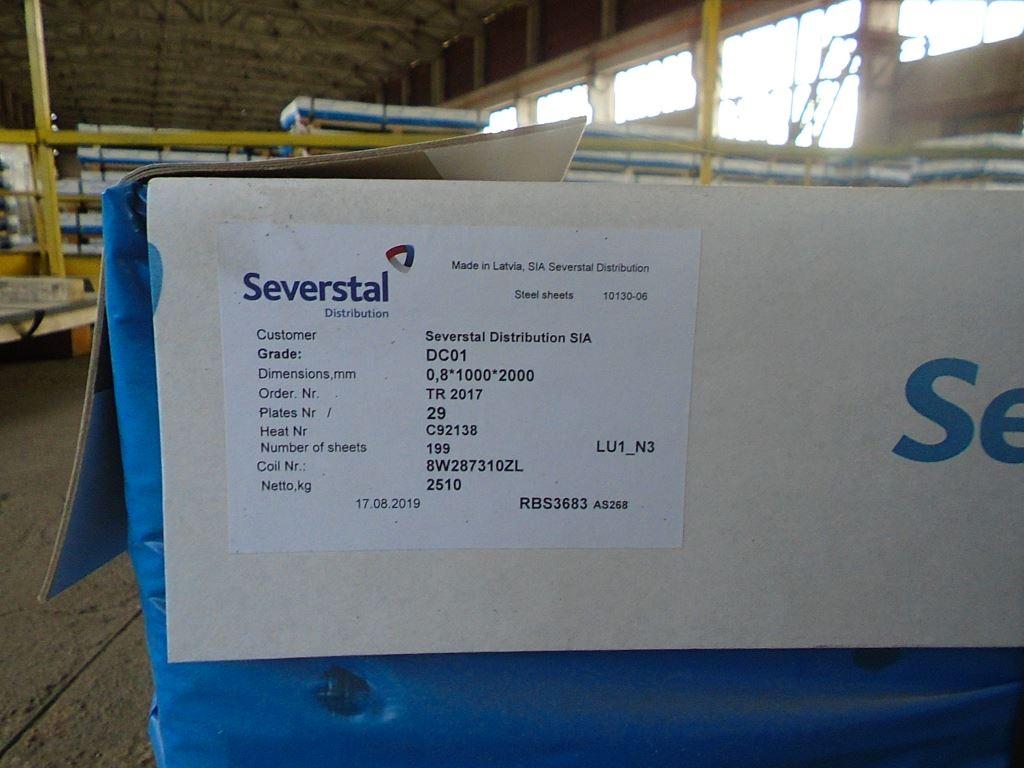 Severstal
Distribution
Made in Latvia, SIA Severstal Distribution
Steel sheets 10130-06
Customer Severstal Distribution SIA
Grade: DC01
Dimensions,mm 0,8*1000*2000
Order. Nr. TR 2017
Plates Nr / 29
Heat Nr C92138
Number of sheets 199 LU1_N3
Coil Nr.: 8W287310ZL
Netto,kg 2510
17.08.2019 RBS3683 AS268
Se